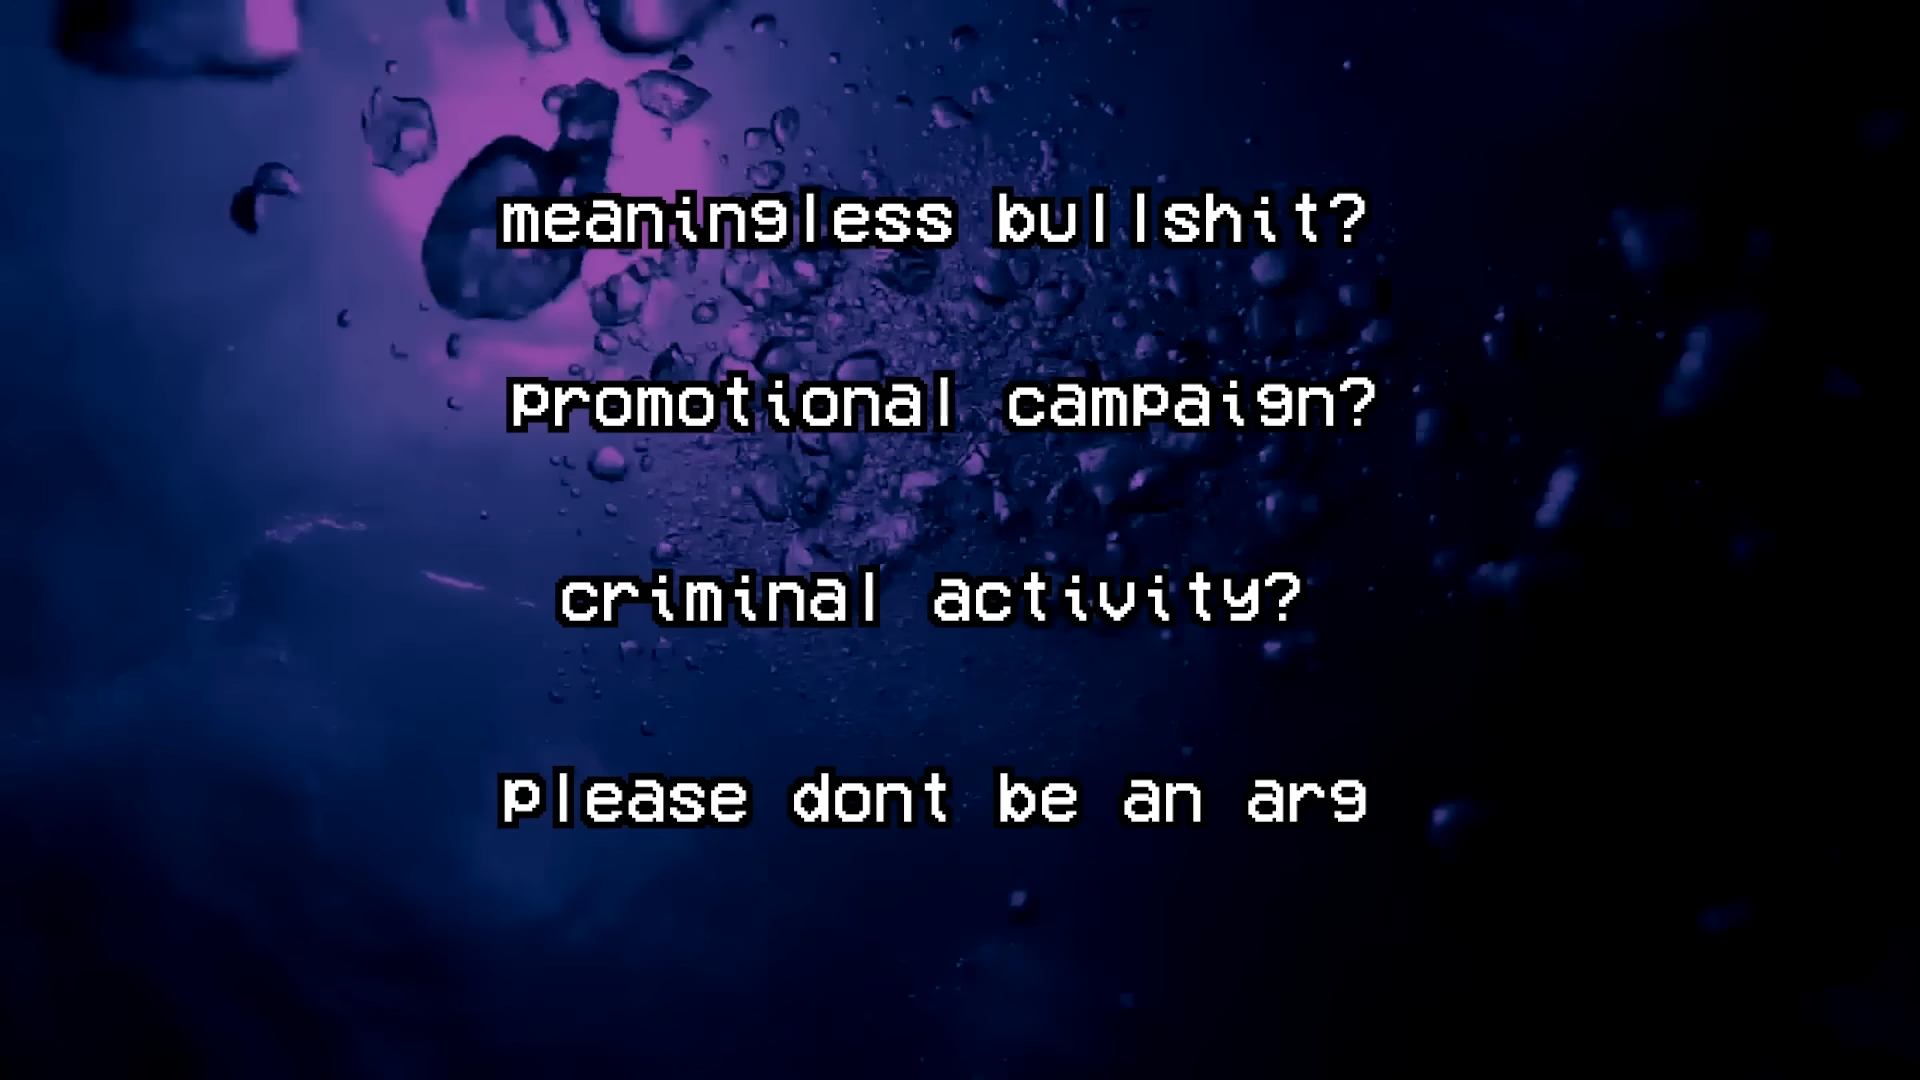 meaningless bullshit?
promotional campaign?
criminal activity?
please dont be an arg